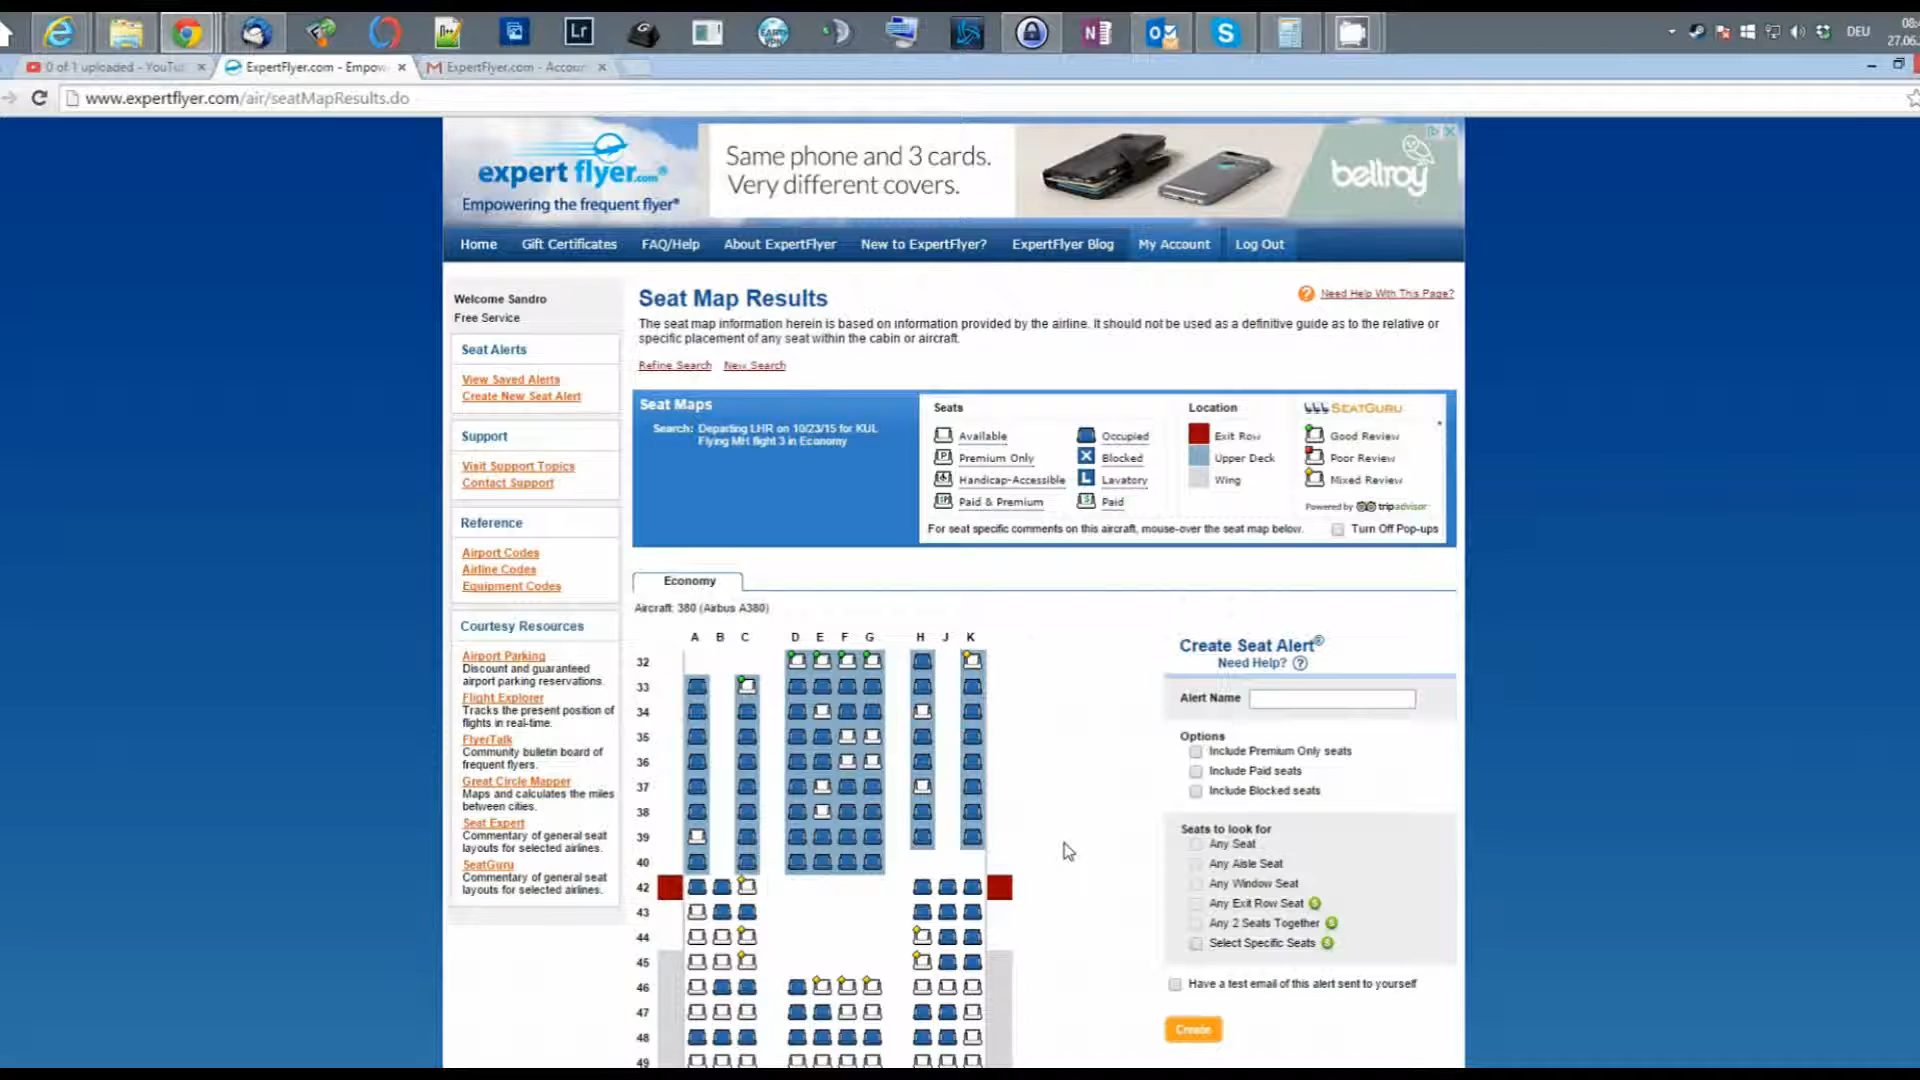 08:
DEU
27.06.
Lr
0 of 1 uploaded - YouTu
ExpertFlyer.com - Empow
ExpertFlyer.com - Accour
www.expertflyer.com/air/seatMapResults.do
expert flyer.com®
Empowering the frequent flyer®
Same phone and 3 cards.
Very different covers.
bellroy
Home Gift Certificates FAQ/Help About ExpertFlyer New to ExpertFlyer? ExpertFlyer Blog My Account Log Out
Welcome Sandro
Free Service
Seat Alerts
View Saved Alerts
Create New Seat Alert
Support
Visit Support Topics
Contact Support
Reference
Airport Codes
Airline Codes
Equipment Codes
Courtesy Resources
Airport Parking
Discount and guaranteed
airport parking reservations.
Flight Explorer
Tracks the present position of
flights in real-time.
FlyerTalk
Community bulletin board of
frequent flyers.
Great Circle Mapper
Maps and calculates the miles
between cities.
Seat Expert
Commentary of general seat
layouts for selected airlines.
SeatGuru
Commentary of general seat
layouts for selected airlines.
Seat Map Results
Need Help With This Page?
The seat map information herein is based on information provided by the airline. It should not be used as a definitive guide as to the relative or
specific placement of any seat within the cabin or aircraft.
Refine Search New Search
Seat Maps
Search: Departing LHR on 10/23/15 for KUL
Flying MH flight 3 in Economy
Seats
Available
Occupied
P Premium Only
X Blocked
Handicap-Accessible
L Lavatory
Paid & Premium
$ Paid
Location
Exit Row
Upper Deck
Wing
SEATGURU
Good Review
Poor Review
Mixed Review
Powered by tripadvisor
For seat specific comments on this aircraft, mouse-over the seat map below.
Turn Off Pop-ups
Economy
Aircraft: 380 (Airbus A380)
A B C D E F G H J K
32
33
34
35
36
37
38
39
40
42
43
44
45
46
47
48
49
Create Seat Alert®
Need Help? ?
Alert Name
Options
Include Premium Only seats
Include Paid seats
Include Blocked seats
Seats to look for
Any Seat
Any Aisle Seat
Any Window Seat
Any Exit Row Seat
Any 2 Seats Together
Select Specific Seats
Have a test email of this alert sent to yourself
Create